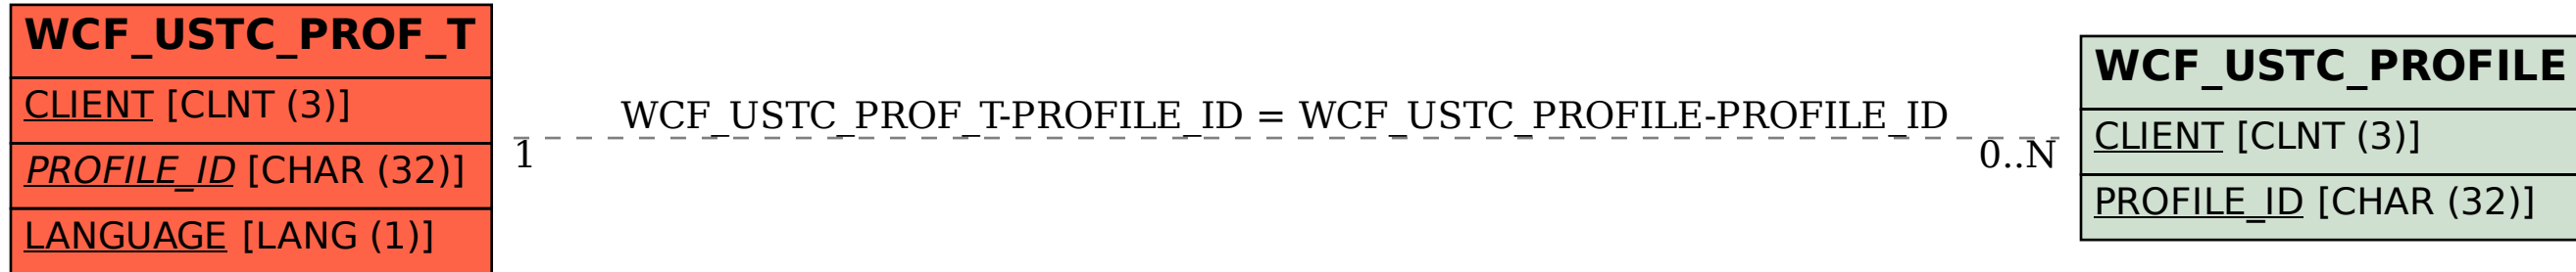 WCF_USTC_PROF_T
CLIENT [CLNT (3)]
PROFILE_ID [CHAR (32)]
LANGUAGE [LANG (1)]
WCF_USTC_PROF_T-PROFILE_ID = WCF_USTC_PROFILE-PROFILE_ID
1
0..N
WCF_USTC_PROFILE
CLIENT [CLNT (3)]
PROFILE_ID [CHAR (32)]